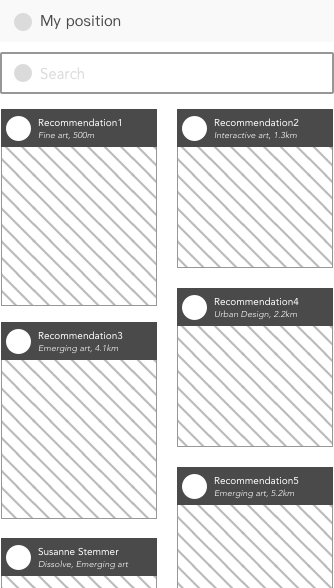 My position
Search
Recommendation1
Fine art, 500m
Recommendation2
Interactive art, 1.3km
Recommendation4
Urban Design, 2.2km
Recommendation3
Emerging art, 4.1km
Recommendation5
Emerging art, 5.2km
Susanne Stemmer
Dissolve, Emerging art